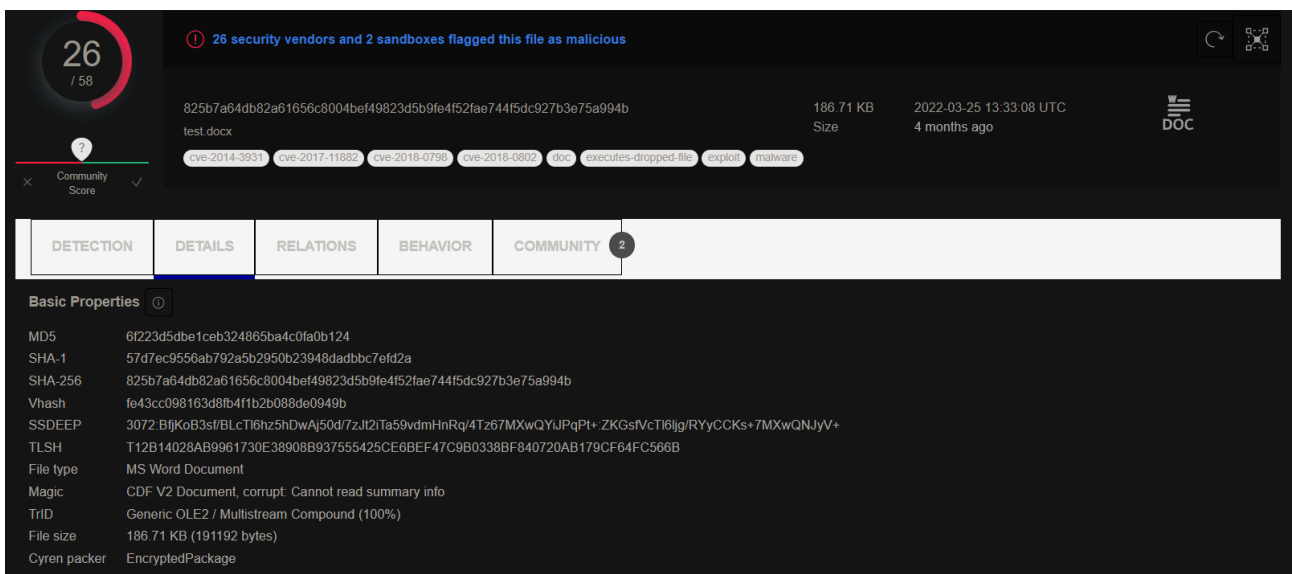 26
/ 58
?
Community
Score
26 security vendors and 2 sandboxes flagged this file as malicious
825b7a64db82a61656c8004bef49823d5b9fe4f52fae744f5dc927b3e75a994b
test.docx
cve-2014-3931 cve-2017-11882 cve-2018-0798 cve-2018-0802 doc executes-dropped-file exploit malware
186.71 KB
Size
2022-03-25 13:33:08 UTC
4 months ago
W
DOC
DETECTION DETAILS RELATIONS BEHAVIOR COMMUNITY 2
Basic Properties
MD5 6f223d5dbe1ceb324865ba4c0fa0b124
SHA-1 57d7ec9556ab792a5b2950b23948dadbbc7efd2a
SHA-256 825b7a64db82a61656c8004bef49823d5b9fe4f52fae744f5dc927b3e75a994b
Vhash fe43cc098163d8fb4f1b2b088de0949b
SSDEEP 3072:BfjKoB3sf/BLcTl6hz5hDwAj50d/7zJt2iTa59vdmHnRq/4Tz67MXwQYiJPqPt+:ZKGsfVcTl6ljg/RYyCCKs+7MXwQNJyV+
TLSH T12B14028AB9961730E38908B937555425CE6BEF47C9B0338BF840720AB179CF64FC566B
File type MS Word Document
Magic CDF V2 Document, corrupt: Cannot read summary info
TrID Generic OLE2 / Multistream Compound (100%)
File size 186.71 KB (191192 bytes)
Cyren packer EncryptedPackage